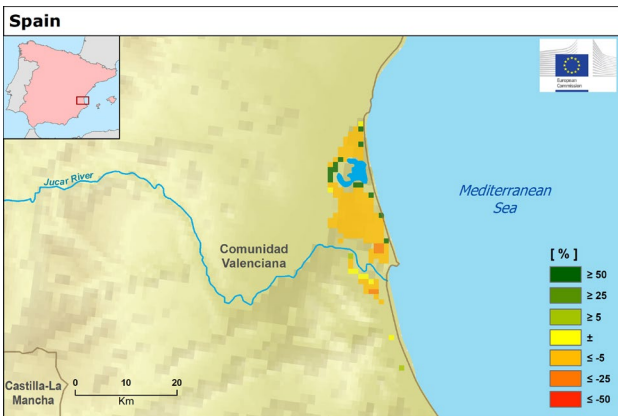 Spain
European
Commission
Jucar River
Mediterranean
Sea
Comunidad
Valenciana
[ % ]
≥ 50
≥ 25
≥ 5
±
≤ -5
≤ -25
≤ -50
Castilla-La
Mancha
0 10 20
Km